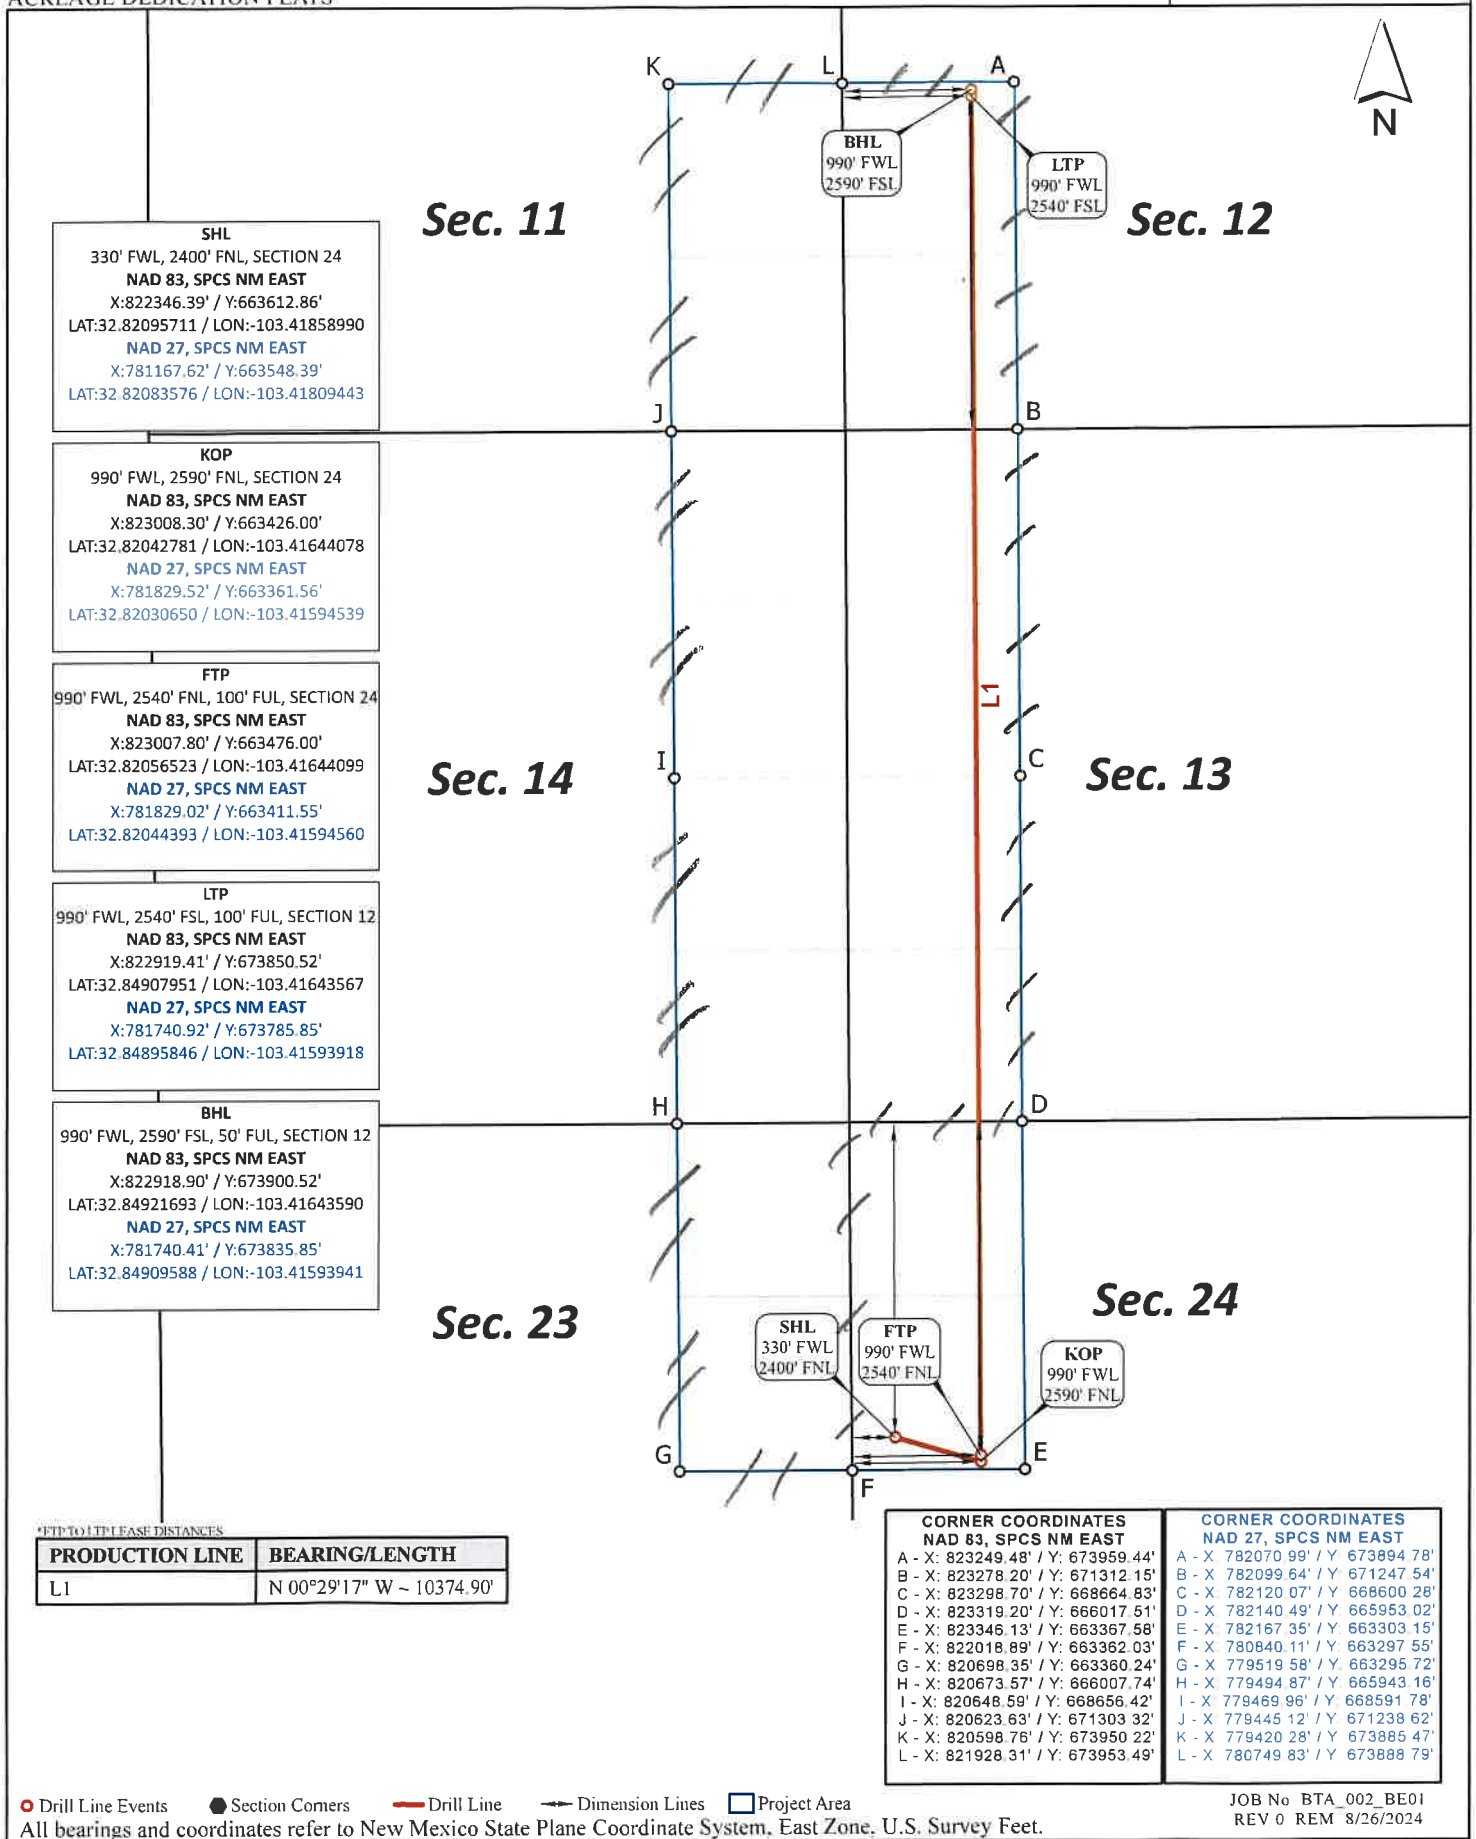 ACREAGE DEDICATION PLATS
K
L
A
N
BHL
990' FWL
2590' FSL
LTP
990' FWL
2540' FSL
Sec. 11
Sec. 12
SHL
330' FWL, 2400' FNL, SECTION 24
NAD 83, SPCS NM EAST
X:822346.39' / Y:663612.86'
LAT:32.82095711 / LON:-103.41858990
NAD 27, SPCS NM EAST
X:781167.62' / Y:663548.39'
LAT:32.82083576 / LON:-103.41809443
J
B
KOP
990' FWL, 2590' FNL, SECTION 24
NAD 83, SPCS NM EAST
X:823008.30' / Y:663426.00'
LAT:32.82042781 / LON:-103.41644078
NAD 27, SPCS NM EAST
X:781829.52' / Y:663361.56'
LAT:32.82030650 / LON:-103.41594539
FTP
990' FWL, 2540' FNL, 100' FUL, SECTION 24
NAD 83, SPCS NM EAST
X:823007.80' / Y:663476.00'
LAT:32.82056523 / LON:-103.41644099
NAD 27, SPCS NM EAST
X:781829.02' / Y:663411.55'
LAT:32.82044393 / LON:-103.41594560
L1
I
C
Sec. 14
Sec. 13
LTP
990' FWL, 2540' FSL, 100' FUL, SECTION 12
NAD 83, SPCS NM EAST
X:822919.41' / Y:673850.52'
LAT:32.84907951 / LON:-103.41643567
NAD 27, SPCS NM EAST
X:781740.92' / Y:673785.85'
LAT:32.84895846 / LON:-103.41593918
H
D
BHL
990' FWL, 2590' FSL, 50' FUL, SECTION 12
NAD 83, SPCS NM EAST
X:822918.90' / Y:673900.52'
LAT:32.84921693 / LON:-103.41643590
NAD 27, SPCS NM EAST
X:781740.41' / Y:673835.85'
LAT:32.84909588 / LON:-103.41593941
Sec. 23
Sec. 24
SHL
330' FWL
2400' FNL
FTP
990' FWL
2540' FNL
KOP
990' FWL
2590' FNL
G
F
E
*FTP TO LTP LEASE DISTANCES
PRODUCTION LINE BEARING/LENGTH
L1 N 00°29'17" W ~ 10374.90'
CORNER COORDINATES
NAD 83, SPCS NM EAST
A - X: 823249.48' / Y: 673959.44'
B - X: 823278.20' / Y: 671312.15'
C - X: 823298.70' / Y: 668664.83'
D - X: 823319.20' / Y: 666017.51'
E - X: 823346.13' / Y: 663367.58'
F - X: 822018.89' / Y: 663362.03'
G - X: 820698.35' / Y: 663360.24'
H - X: 820673.57' / Y: 666007.74'
I - X: 820648.59' / Y: 668656.42'
J - X: 820623.63' / Y: 671303.32'
K - X: 820598.76' / Y: 673950.22'
L - X: 821928.31' / Y: 673953.49'
CORNER COORDINATES
NAD 27, SPCS NM EAST
A - X: 782070.99' / Y: 673894.78'
B - X: 782099.64' / Y: 671247.54'
C - X: 782120.07' / Y: 668600.28'
D - X: 782140.49' / Y: 665953.02'
E - X: 782167.35' / Y: 663303.15'
F - X: 780840.11' / Y: 663297.55'
G - X: 779519.58' / Y: 663295.72'
H - X: 779494.87' / Y: 665943.16'
I - X: 779469.96' / Y: 668591.78'
J - X: 779445.12' / Y: 671238.62'
K - X: 779420.28' / Y: 673885.47'
L - X: 780749.83' / Y: 673888.79'
Drill Line Events Section Corners Drill Line Dimension Lines Project Area
All bearings and coordinates refer to New Mexico State Plane Coordinate System, East Zone, U.S. Survey Feet.
JOB No BTA_002_BE01
REV 0 REM 8/26/2024